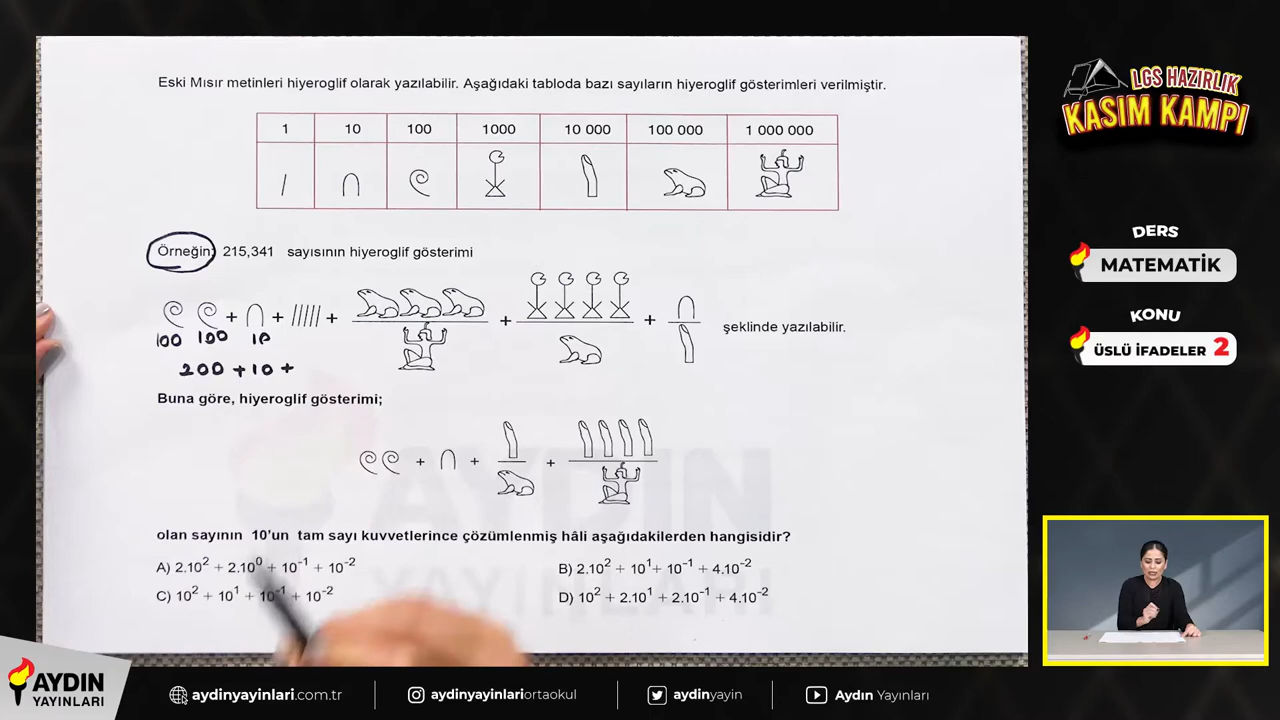 Eski Mısır metinleri hiyeroglif olarak yazılabilir. Aşağıdaki tabloda bazı sayıların hiyeroglif gösterimleri verilmiştir.
1 10 100 1000 10 000 100 000 1 000 000
Örneğin; 215,341 sayısının hiyeroglif gösterimi
+ + + + + şeklinde yazılabilir.
100 100 10
200 + 10 +
Buna göre, hiyeroglif gösterimi;
+ + +
olan sayının 10'un tam sayı kuvvetlerince çözümlenmiş hâli aşağıdakilerden hangisidir?
A) 2.10² + 2.10⁰ + 10⁻¹ + 10⁻² B) 2.10² + 10¹+ 10⁻¹ + 4.10⁻²
C) 10² + 10¹ + 10⁻¹ + 10⁻² D) 10² + 2.10¹ + 2.10⁻¹ + 4.10⁻²
LGS HAZIRLIK
KASIM KAMPI
DERS
MATEMATİK
KONU
ÜSLÜ İFADELER 2
AYDIN
YAYINLARI
AYDIN
YAYINLARI
aydinyayinlari.com.tr
aydinyayinlariortaokul
aydinyayin
Aydın Yayınları